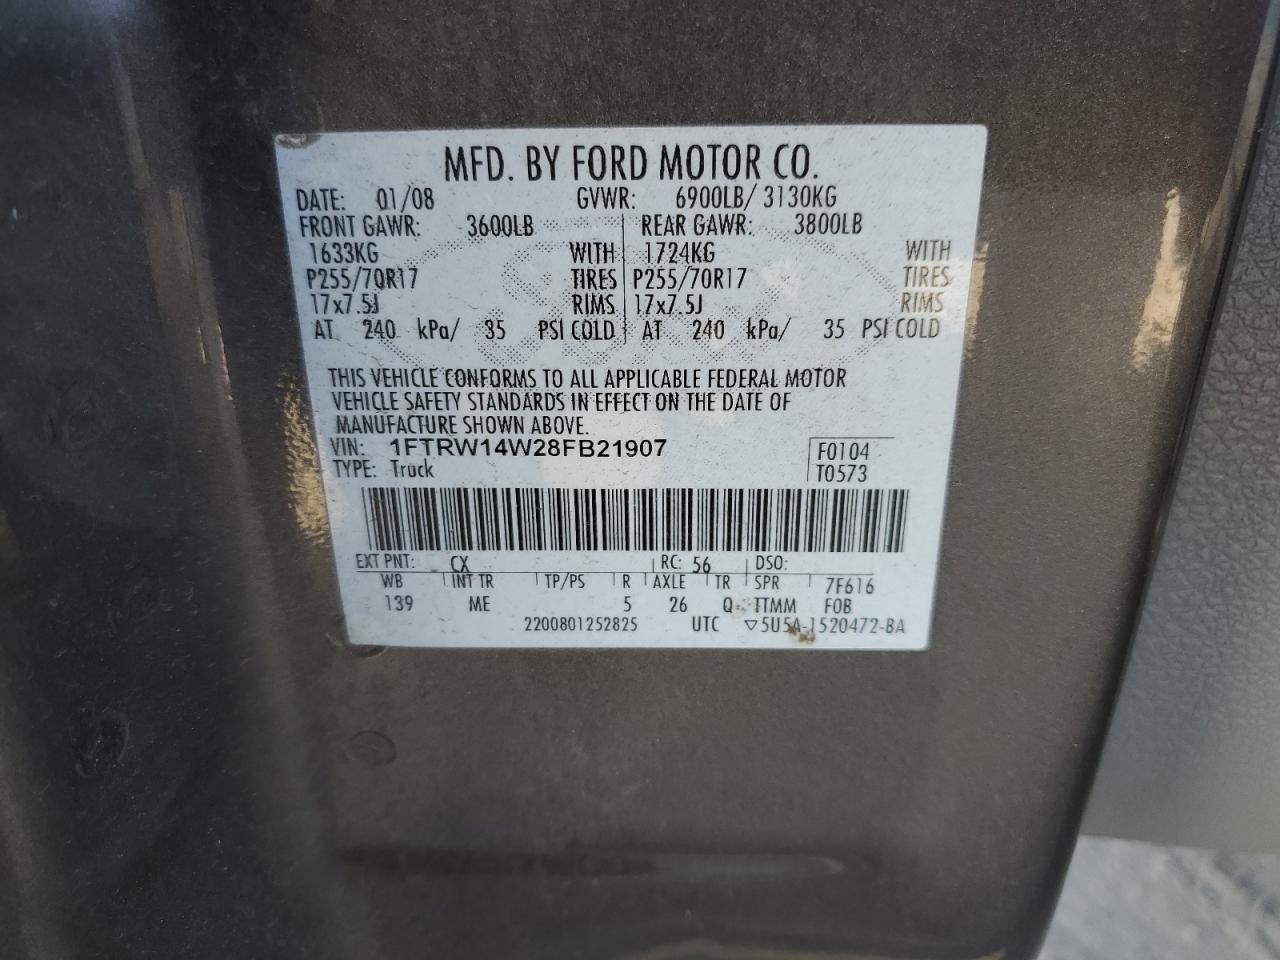 MFD. BY FORD MOTOR CO.
DATE: 01/08 GVWR: 6900LB/ 3130KG
FRONT GAWR: 3600LB REAR GAWR: 3800LB
1633KG WITH 1724KG WITH
P255/70R17 TIRES P255/70R17 TIRES
17x7.5J RIMS 17x7.5J RIMS
AT 240 kPa/ 35 PSI COLD AT 240 kPa/ 35 PSI COLD
THIS VEHICLE CONFORMS TO ALL APPLICABLE FEDERAL MOTOR
VEHICLE SAFETY STANDARDS IN EFFECT ON THE DATE OF
MANUFACTURE SHOWN ABOVE.
VIN: 1FTRW14W28FB21907 F0104
TYPE: Truck T0573
EXT PNT: CX RC: 56 DSO:
WB INT TR TP/PS R AXLE TR SPR 7F616
139 ME 5 26 Q TTMM FOB
2200801252825 UTC ▽5U5A-1520472-BA